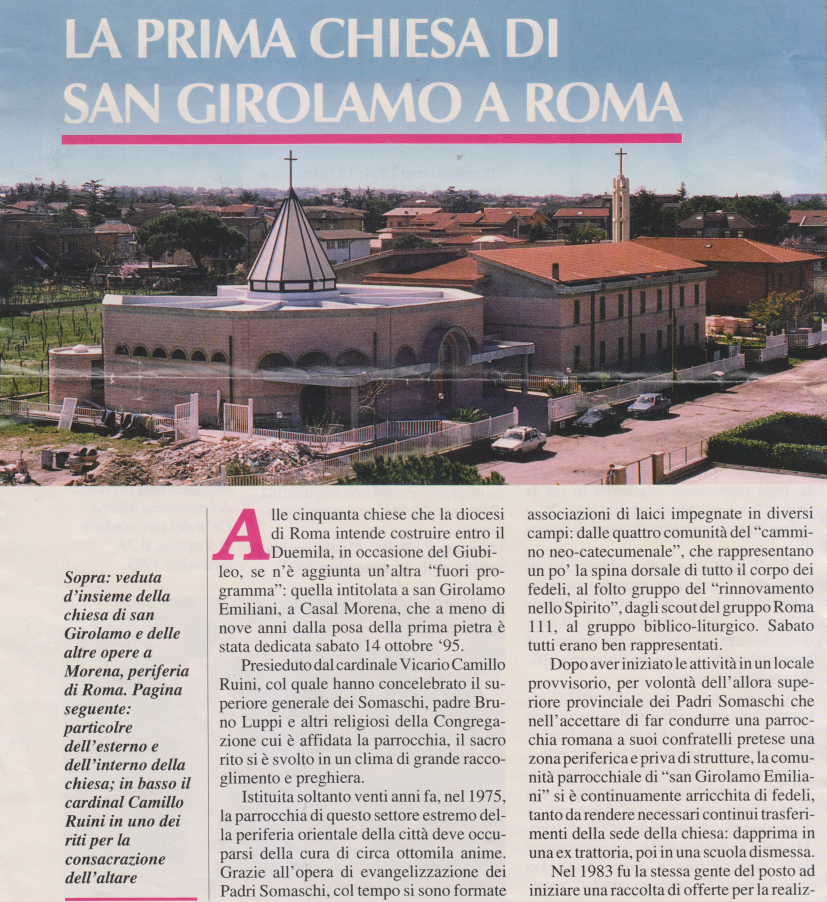 LA PRIMA CHIESA DI
SAN GIROLAMO A ROMA
Sopra: veduta
d'insieme della
chiesa di san
Girolamo e delle
altre opere a
Morena, periferia
di Roma. Pagina
seguente:
particolre
dell'esterno e
dell'interno della
chiesa; in basso il
cardinal Camillo
Ruini in uno dei
riti per la
consacrazione
dell'altare
Alle cinquanta chiese che la diocesi
di Roma intende costruire entro il
Duemila, in occasione del Giubi-
leo, se n'è aggiunta un'altra "fuori pro-
gramma": quella intitolata a san Girolamo
Emiliani, a Casal Morena, che a meno di
nove anni dalla posa della prima pietra è
stata dedicata sabato 14 ottobre '95.
Presieduto dal cardinale Vicario Camillo
Ruini, col quale hanno concelebrato il su-
periore generale dei Somaschi, padre Bru-
no Luppi e altri religiosi della Congrega-
zione cui è affidata la parrocchia, il sacro
rito si è svolto in un clima di grande racco-
glimento e preghiera.
Istituita soltanto venti anni fa, nel 1975,
la parrocchia di questo settore estremo del-
la periferia orientale della città deve occu-
parsi della cura di circa ottomila anime.
Grazie all'opera di evangelizzazione dei
Padri Somaschi, col tempo si sono formate
associazioni di laici impegnate in diversi
campi: dalle quattro comunità del "cammi-
no neo-catecumenale", che rappresentano
un po' la spina dorsale di tutto il corpo dei
fedeli, al folto gruppo del "rinnovamento
nello Spirito", dagli scout del gruppo Roma
111, al gruppo biblico-liturgico. Sabato
tutti erano ben rappresentati.
Dopo aver iniziato le attività in un locale
provvisorio, per volontà dell'allora supe-
riore provinciale dei Padri Somaschi che
nell'accettare di far condurre una parroc-
chia romana a suoi confratelli pretese una
zona periferica e priva di strutture, la comu-
nità parrocchiale di "san Girolamo Emilia-
ni" si è continuamente arricchita di fedeli,
tanto da rendere necessari continui trasferi-
menti della sede della chiesa: dapprima in
una ex trattoria, poi in una scuola dismessa.
Nel 1983 fu la stessa gente del posto ad
iniziare una raccolta di offerte per la realiz-